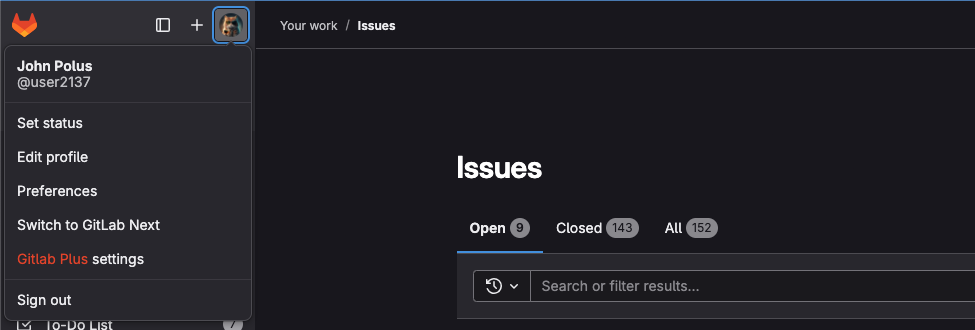 Your work / Issues
John Polus
@user2137
Set status
Edit profile
Preferences
Switch to GitLab Next
Gitlab Plus settings
Sign out
To-Do List 7
Issues
Open 9 Closed 143 All 152
Search or filter results...